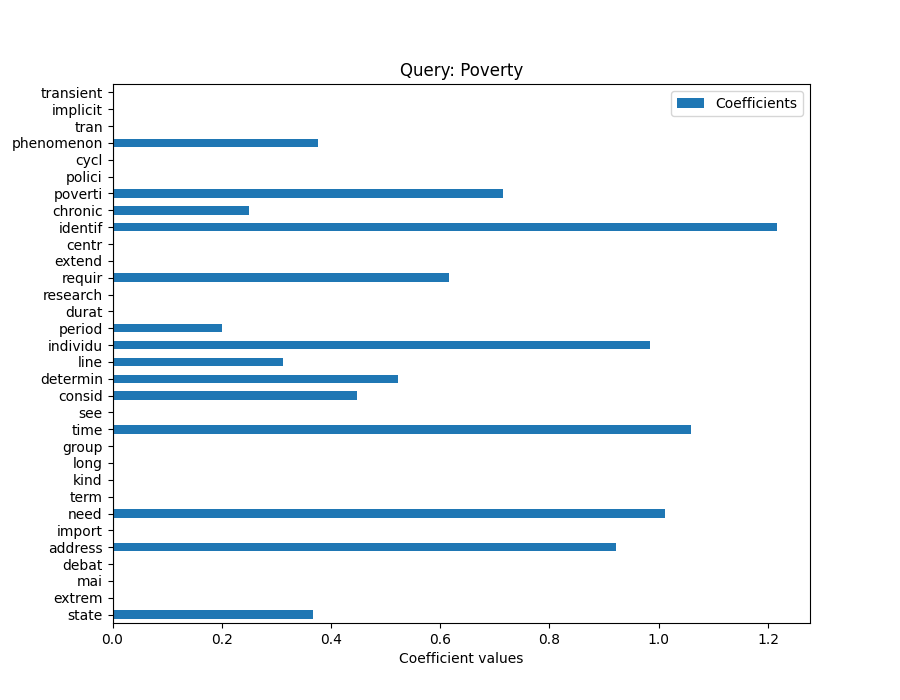 Query: Poverty
Coefficients
transient
implicit
tran
phenomenon
cycl
polici
poverti
chronic
identif
centr
extend
requir
research
durat
period
individu
line
determin
consid
see
time
group
long
kind
term
need
import
address
debat
mai
extrem
state
0.0 0.2 0.4 0.6 0.8 1.0 1.2
Coefficient values